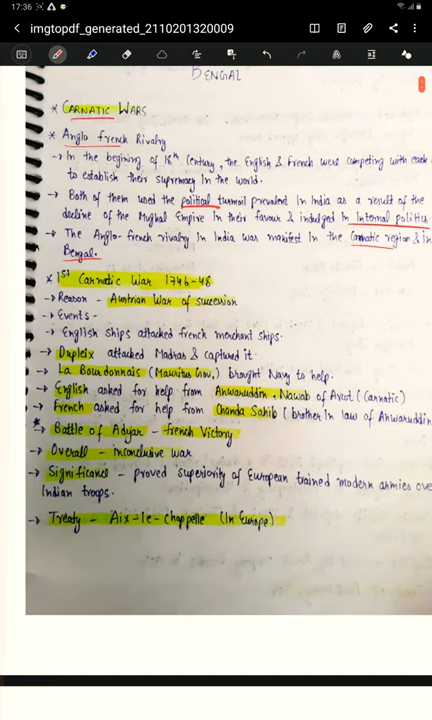 17:36
imgtopdf_generated_2110201320009
BENGAL
* CARNATIC WARS
* Anglo french Rivalry
→ In the begining of 18th Century, the English & French were competing with each
to establish their supremacy in the world.
→ Both of them used the political turmoil prevalent in India as a result of the
decline of the Mughal Empire in their favour & indulged in Internal politics.
→ The Anglo-french rivalry in India was manifest in the Carnatic region & in
Bengal.
* 1st Carnatic War 1746-48
→ Reason - Austrian War of succession
→ Events -
→ English ships attacked french merchant ships.
→ Dupleix attacked Madras & captured it.
→ La Bourdonnais (Mauritius Gov.) brought Navy to help.
→ English asked for help from Anwaruddin, Nawab of Arcot (Carnatic)
→ French asked for help from Chanda Sahib (brother in law of Anwaruddin
* Battle of Adyar - french Victory
→ Overall - inconclusive war
→ Significance - proved superiority of European trained modern armies over
Indian troops.
→ Treaty - Aix-le-Chappelle (In Europe)